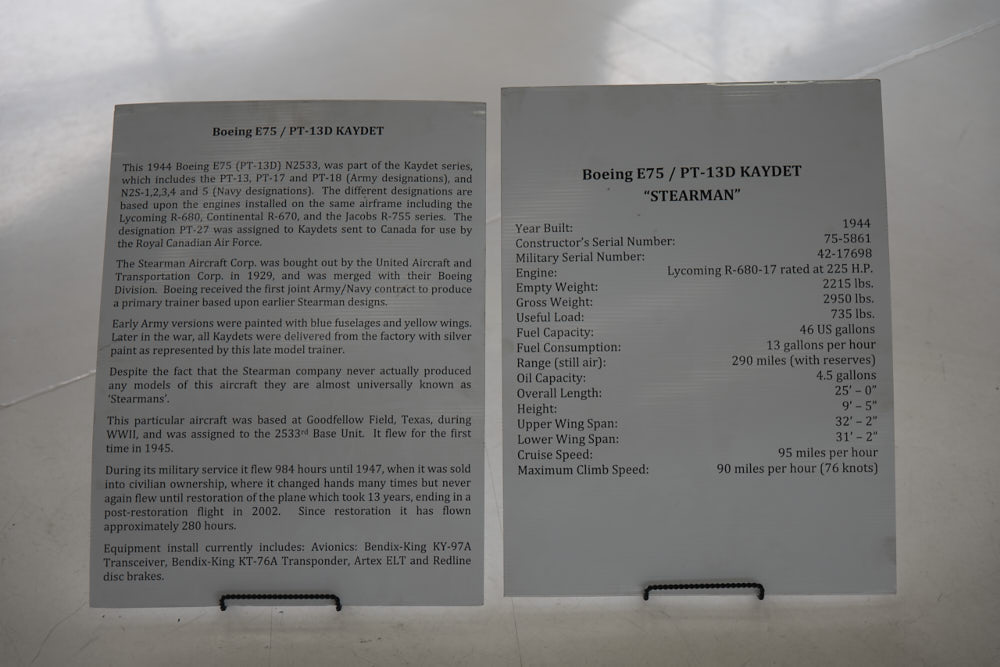 Boeing E75 / PT-13D KAYDET
This 1944 Boeing E75 (PT-13D) N2533, was part of the Kaydet series,
which includes the PT-13, PT-17 and PT-18 (Army designations), and
N2S-1,2,3,4 and 5 (Navy designations). The different designations are
based upon the engines installed on the same airframe including the
Lycoming R-680, Continental R-670, and the Jacobs R-755 series. The
designation PT-27 was assigned to Kaydets sent to Canada for use by
the Royal Canadian Air Force.
The Stearman Aircraft Corp. was bought out by the United Aircraft and
Transportation Corp. in 1929, and was merged with their Boeing
Division. Boeing received the first joint Army/Navy contract to produce
a primary trainer based upon earlier Stearman designs.
Early Army versions were painted with blue fuselages and yellow wings.
Later in the war, all Kaydets were delivered from the factory with silver
paint as represented by this late model trainer.
Despite the fact that the Stearman company never actually produced
any models of this aircraft they are almost universally known as
‘Stearmans’.
This particular aircraft was based at Goodfellow Field, Texas, during
WWII, and was assigned to the 2533rd Base Unit. It flew for the first
time in 1945.
During its military service it flew 984 hours until 1947, when it was sold
into civilian ownership, where it changed hands many times but never
again flew until restoration of the plane which took 13 years, ending in a
post-restoration flight in 2002. Since restoration it has flown
approximately 280 hours.
Equipment install currently includes: Avionics: Bendix-King KY-97A
Transceiver, Bendix-King KT-76A Transponder, Artex ELT and Redline
disc brakes.
Boeing E75 / PT-13D KAYDET
“STEARMAN”
Year Built: 1944
Constructor’s Serial Number: 75-5861
Military Serial Number: 42-17698
Engine: Lycoming R-680-17 rated at 225 H.P.
Empty Weight: 2215 lbs.
Gross Weight: 2950 lbs.
Useful Load: 735 lbs.
Fuel Capacity: 46 US gallons
Fuel Consumption: 13 gallons per hour
Range (still air): 290 miles (with reserves)
Oil Capacity: 4.5 gallons
Overall Length: 25’ – 0”
Height: 9’ – 5”
Upper Wing Span: 32’ – 2”
Lower Wing Span: 31’ – 2”
Cruise Speed: 95 miles per hour
Maximum Climb Speed: 90 miles per hour (76 knots)